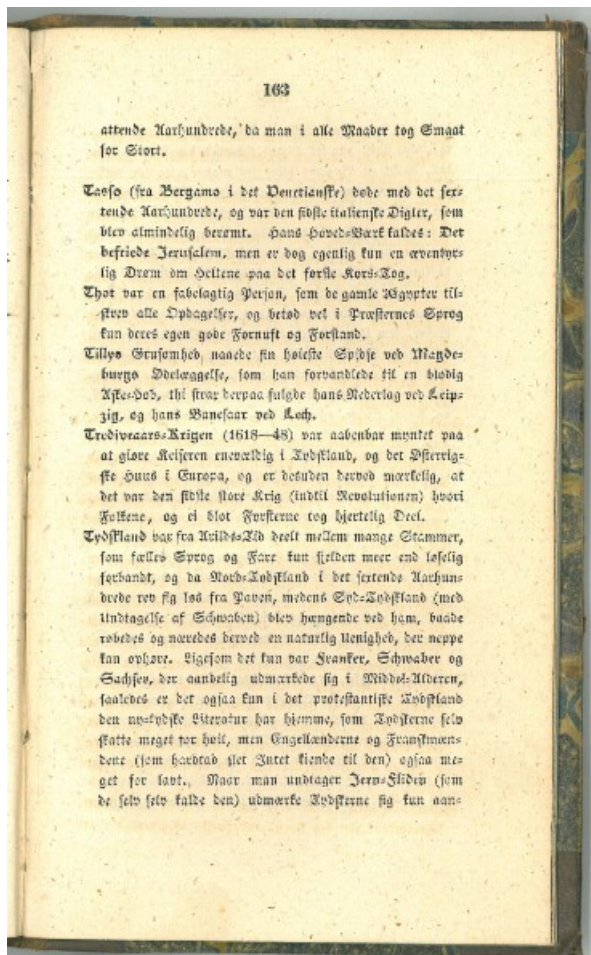 163
attende Aarhundrede, da man i alle Maader tog Smaat
for Stort.
Tasso (fra Bergamo i det Venetianske) døde med det sex-
tende Aarhundrede, og var den sidste italienske Digter, som
blev almindelig berømt. Hans Hoved-Værk kaldes: Det
befriede Jerusalem, men er dog egenlig kun en æventyr-
lig Drøm om Heltene paa det første Kors-Tog.
Thot var en fabelagtig Person, som de gamle Ægypter til-
skrev alle Opdagelser, og betød vel i Præsternes Sprog
kun deres egen gode Fornuft og Forstand.
Tillys Grusomhed naaede sin høieste Spidse ved Magde-
burgs Ødelæggelse, som han forvandlede til en blodig
Aske-Hob, thi strax derpaa fulgde hans Nederlag ved Leip-
zig, og hans Banesaar ved Lech.
Trediveaars-Krigen (1618—48) var aabenbar myntet paa
at giøre Keiseren enevældig i Tydskland, og det Østerrig-
ske Huus i Europa, og er desuden derved mærkelig, at
det var den sidste store Krig (indtil Revolutionen) hvori
Folkene, og ei blot Fyrsterne tog hjertelig Deel.
Tydskland var fra Arilds-Tid deelt mellem mange Stammer,
som fælles Sprog og Fare kun sjelden meer end løselig
forbandt, og da Nord-Tydskland i det sextende Aarhun-
drede rev sig løs fra Paven, medens Syd-Tydskland (med
Undtagelse af Schwaben) blev hængende ved ham, baade
røbedes og næredes derved en naturlig Uenighed, der neppe
kan ophøre. Ligesom det kun var Franker, Schwaber og
Sachser, der aandelig udmærkede sig i Middel-Alderen,
saaledes er det ogsaa kun i det protestantiske Tydskland
den ny-tydske Literatur har hjemme, som Tydskerne selv
skatte meget for høit, men Engellænderne og Franskmæn-
dene (som hardtad slet Intet kiende til den) ogsaa me-
get for lavt. Naar man undtager Jern-Fliden (som
de selv selv kalde den) udmærke Tydskerne sig kun aan-